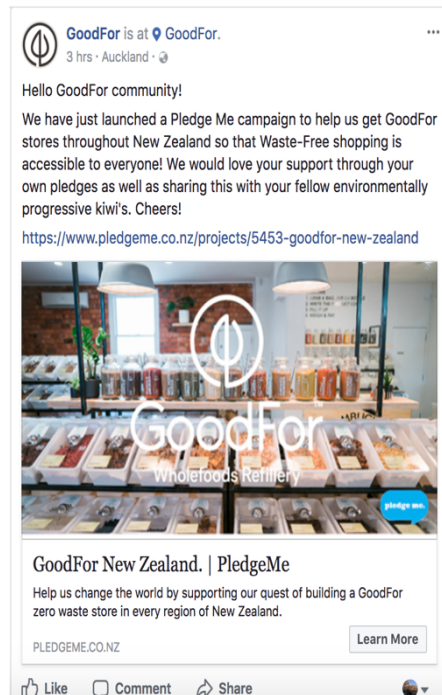 GoodFor is at GoodFor.
3 hrs · Auckland ·
Hello GoodFor community!
We have just launched a Pledge Me campaign to help us get GoodFor
stores throughout New Zealand so that Waste-Free shopping is
accessible to everyone! We would love your support through your
own pledges as well as sharing this with your fellow environmentally
progressive kiwi's. Cheers!
https://www.pledgeme.co.nz/projects/5453-goodfor-new-zealand
GoodFor
Wholefoods Refillery
pledge me.
GoodFor New Zealand. | PledgeMe
Help us change the world by supporting our quest of building a GoodFor
zero waste store in every region of New Zealand.
PLEDGEME.CO.NZ
Learn More
Like Comment Share